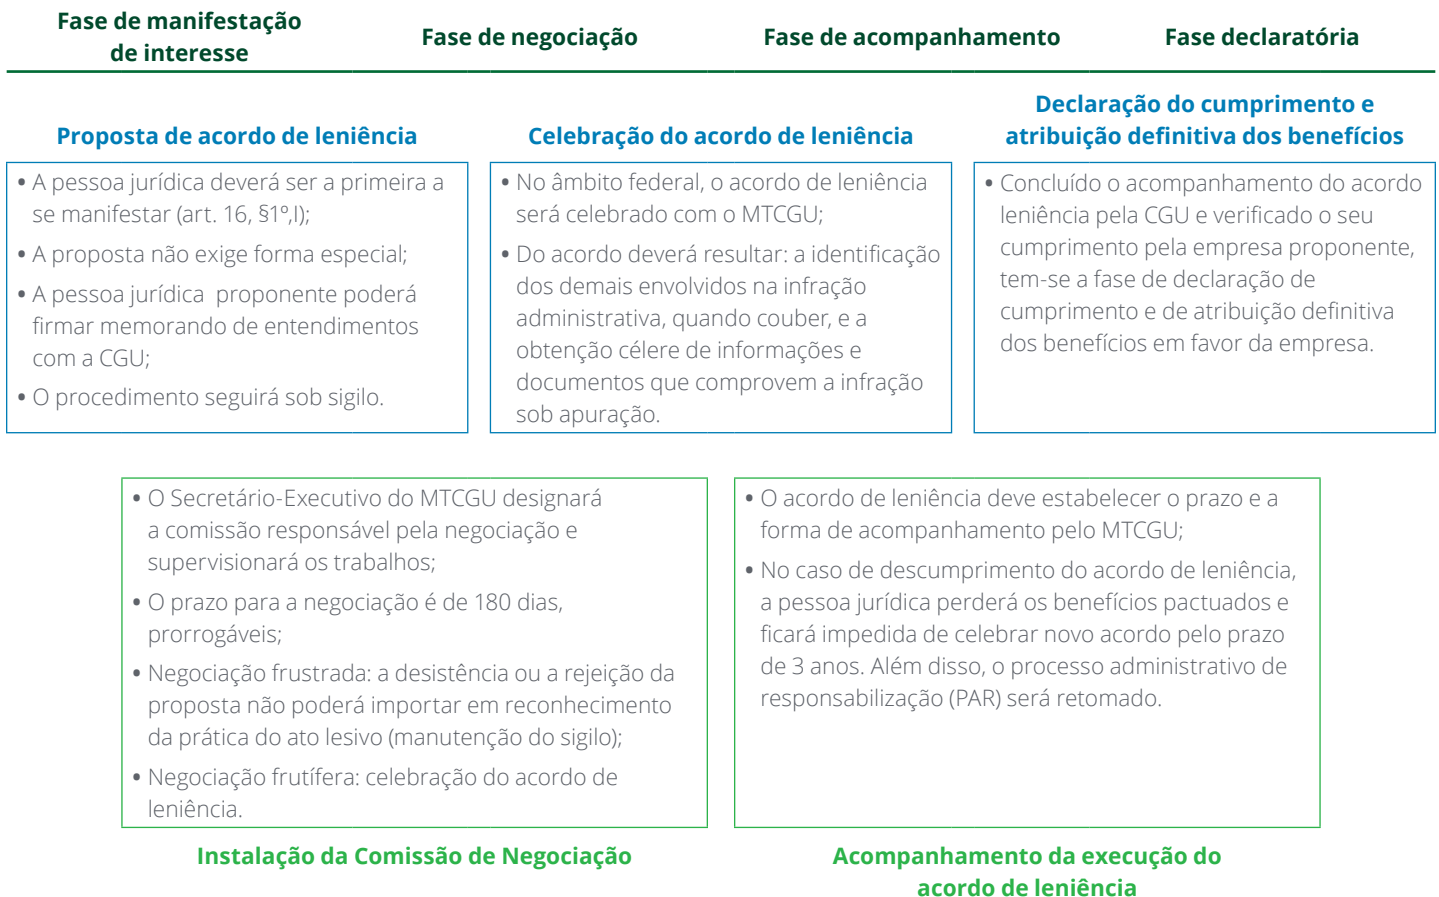 Fase de manifestação
de interesse
Fase de negociação
Fase de acompanhamento
Fase declaratória
Proposta de acordo de leniência
• A pessoa jurídica deverá ser a primeira a
se manifestar (art. 16, §1º,I);
• A proposta não exige forma especial;
• A pessoa jurídica proponente poderá
firmar memorando de entendimentos
com a CGU;
• O procedimento seguirá sob sigilo.
Celebração do acordo de leniência
• No âmbito federal, o acordo de leniência
será celebrado com o MTCGU;
• Do acordo deverá resultar: a identificação
dos demais envolvidos na infração
administrativa, quando couber, e a
obtenção célere de informações e
documentos que comprovem a infração
sob apuração.
Declaração do cumprimento e
atribuição definitiva dos benefícios
• Concluído o acompanhamento do acordo
leniência pela CGU e verificado o seu
cumprimento pela empresa proponente,
tem-se a fase de declaração de
cumprimento e de atribuição definitiva
dos benefícios em favor da empresa.
• O Secretário-Executivo do MTCGU designará
a comissão responsável pela negociação e
supervisionará os trabalhos;
• O prazo para a negociação é de 180 dias,
prorrogáveis;
• Negociação frustrada: a desistência ou a rejeição da
proposta não poderá importar em reconhecimento
da prática do ato lesivo (manutenção do sigilo);
• Negociação frutífera: celebração do acordo de
leniência.
Instalação da Comissão de Negociação
• O acordo de leniência deve estabelecer o prazo e a
forma de acompanhamento pelo MTCGU;
• No caso de descumprimento do acordo de leniência,
a pessoa jurídica perderá os benefícios pactuados e
ficará impedida de celebrar novo acordo pelo prazo
de 3 anos. Além disso, o processo administrativo de
responsabilização (PAR) será retomado.
Acompanhamento da execução do
acordo de leniência